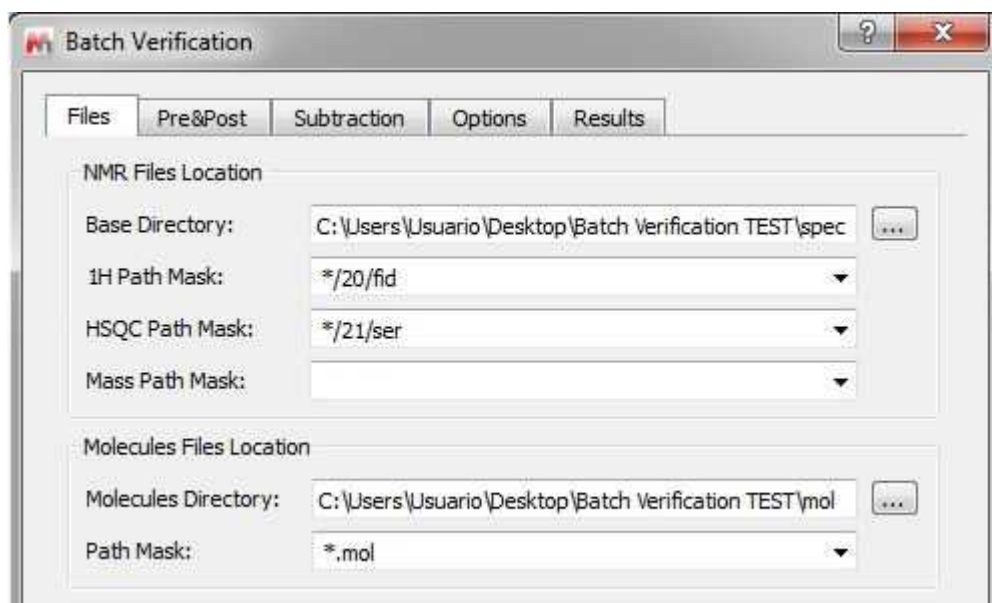 Batch Verification
Files Pre&Post Subtraction Options Results
NMR Files Location
Base Directory: C:\Users\Usuario\Desktop\Batch Verification TEST\spec ...
1H Path Mask: */20/fid
HSQC Path Mask: */21/ser
Mass Path Mask:
Molecules Files Location
Molecules Directory: C:\Users\Usuario\Desktop\Batch Verification TEST\mol ...
Path Mask: *.mol